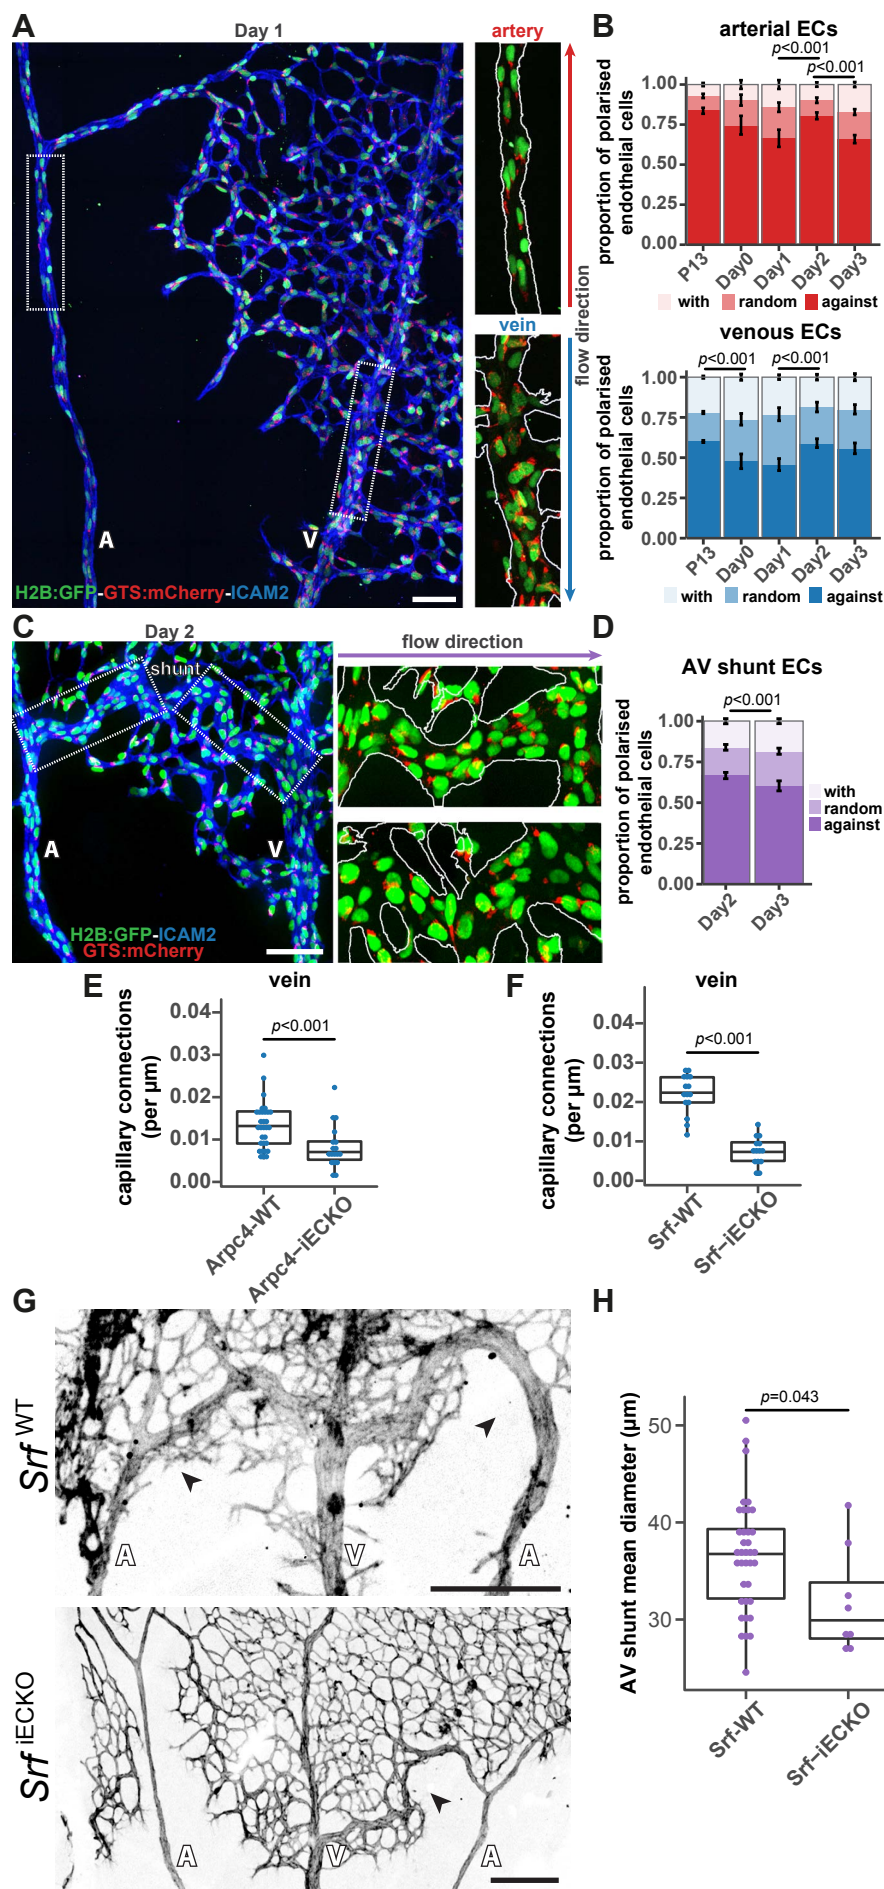 A
Day 1
artery
A
V
H2B:GFP-GTS:mCherry-ICAM2
vein
flow direction
B
arterial ECs
p<0.001
p<0.001
proportion of polarised
endothelial cells
1.00
0.75
0.50
0.25
0.00
P13
Day0
Day1
Day2
Day3
with
random
against
venous ECs
p<0.001
p<0.001
proportion of polarised
endothelial cells
1.00
0.75
0.50
0.25
0.00
P13
Day0
Day1
Day2
Day3
with
random
against
C
Day 2
shunt
A
V
H2B:GFP-ICAM2
GTS:mCherry
flow direction
D
AV shunt ECs
p<0.001
proportion of polarised
endothelial cells
1.00
0.75
0.50
0.25
0.00
Day2
Day3
with
random
against
E
vein
p<0.001
capillary connections
(per µm)
0.04
0.03
0.02
0.01
0.00
Arpc4-WT
Arpc4–iECKO
F
vein
p<0.001
capillary connections
(per µm)
0.04
0.03
0.02
0.01
0.00
Srf-WT
Srf–iECKO
G
Srf WT
A
V
A
Srf iECKO
A
V
A
H
p=0.043
AV shunt mean diameter (µm)
50
40
30
Srf-WT
Srf–iECKO